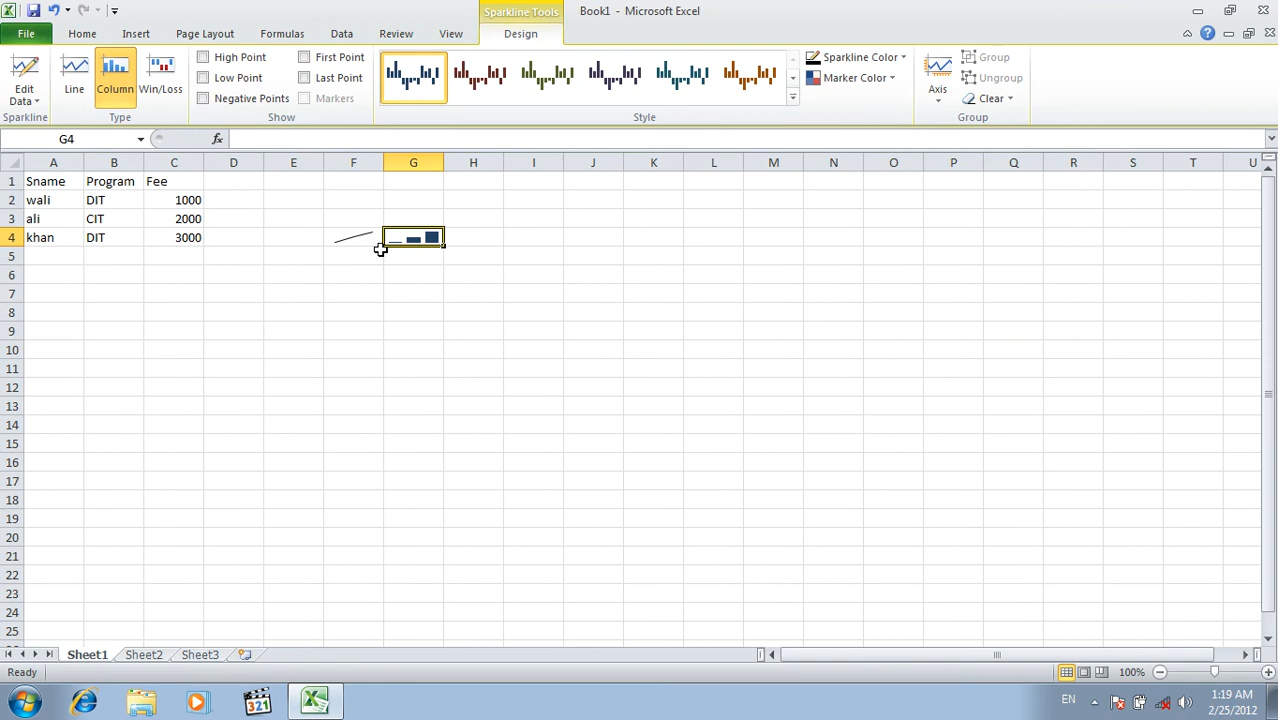 Sparkline Tools
Book1 - Microsoft Excel
File Home Insert Page Layout Formulas Data Review View Design
Edit Data
Line
Column
Win/Loss
High Point
Low Point
Negative Points
First Point
Last Point
Markers
Sparkline Color
Marker Color
Axis
Group
Ungroup
Clear
Sparkline Type Show Style Group
G4 fx
A B C D E F G H I J K L M N O P Q R S T U
1 Sname Program Fee
2 wali DIT 1000
3 ali CIT 2000
4 khan DIT 3000
5
6
7
8
9
10
11
12
13
14
15
16
17
18
19
20
21
22
23
24
25
Sheet1 Sheet2 Sheet3
Ready 100%
321
EN
1:19 AM
2/25/2012